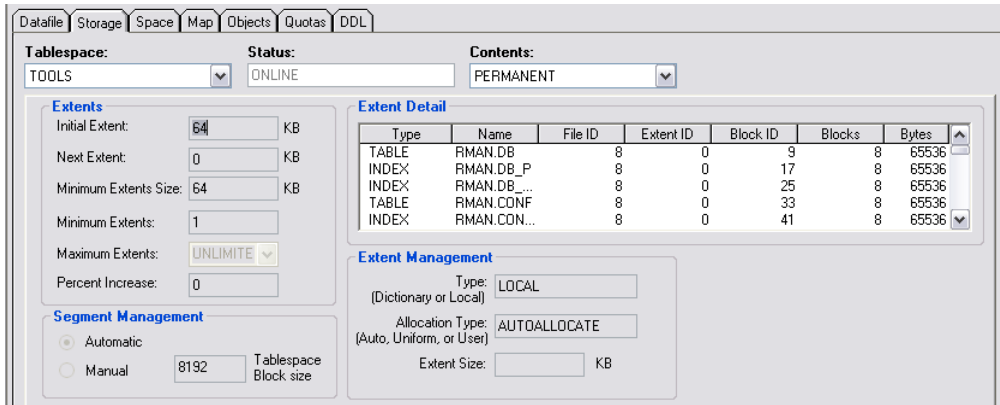 Datafile Storage Space Map Objects Quotas DDL
Tablespace: Status: Contents:
TOOLS ONLINE PERMANENT
Extents
Initial Extent: 64 KB
Next Extent: 0 KB
Minimum Extents Size: 64 KB
Minimum Extents: 1
Maximum Extents: UNLIMITE
Percent Increase: 0
Segment Management
Automatic
Manual 8192 Tablespace Block size
Extent Detail
Type Name File ID Extent ID Block ID Blocks Bytes
TABLE RMAN.DB 8 0 9 8 65536
INDEX RMAN.DB_P 8 0 17 8 65536
INDEX RMAN.DB_... 8 0 25 8 65536
TABLE RMAN.CONF 8 0 33 8 65536
INDEX RMAN.CON... 8 0 41 8 65536
Extent Management
Type: LOCAL
(Dictionary or Local)
Allocation Type: AUTOALLOCATE
(Auto, Uniform, or User)
Extent Size: KB